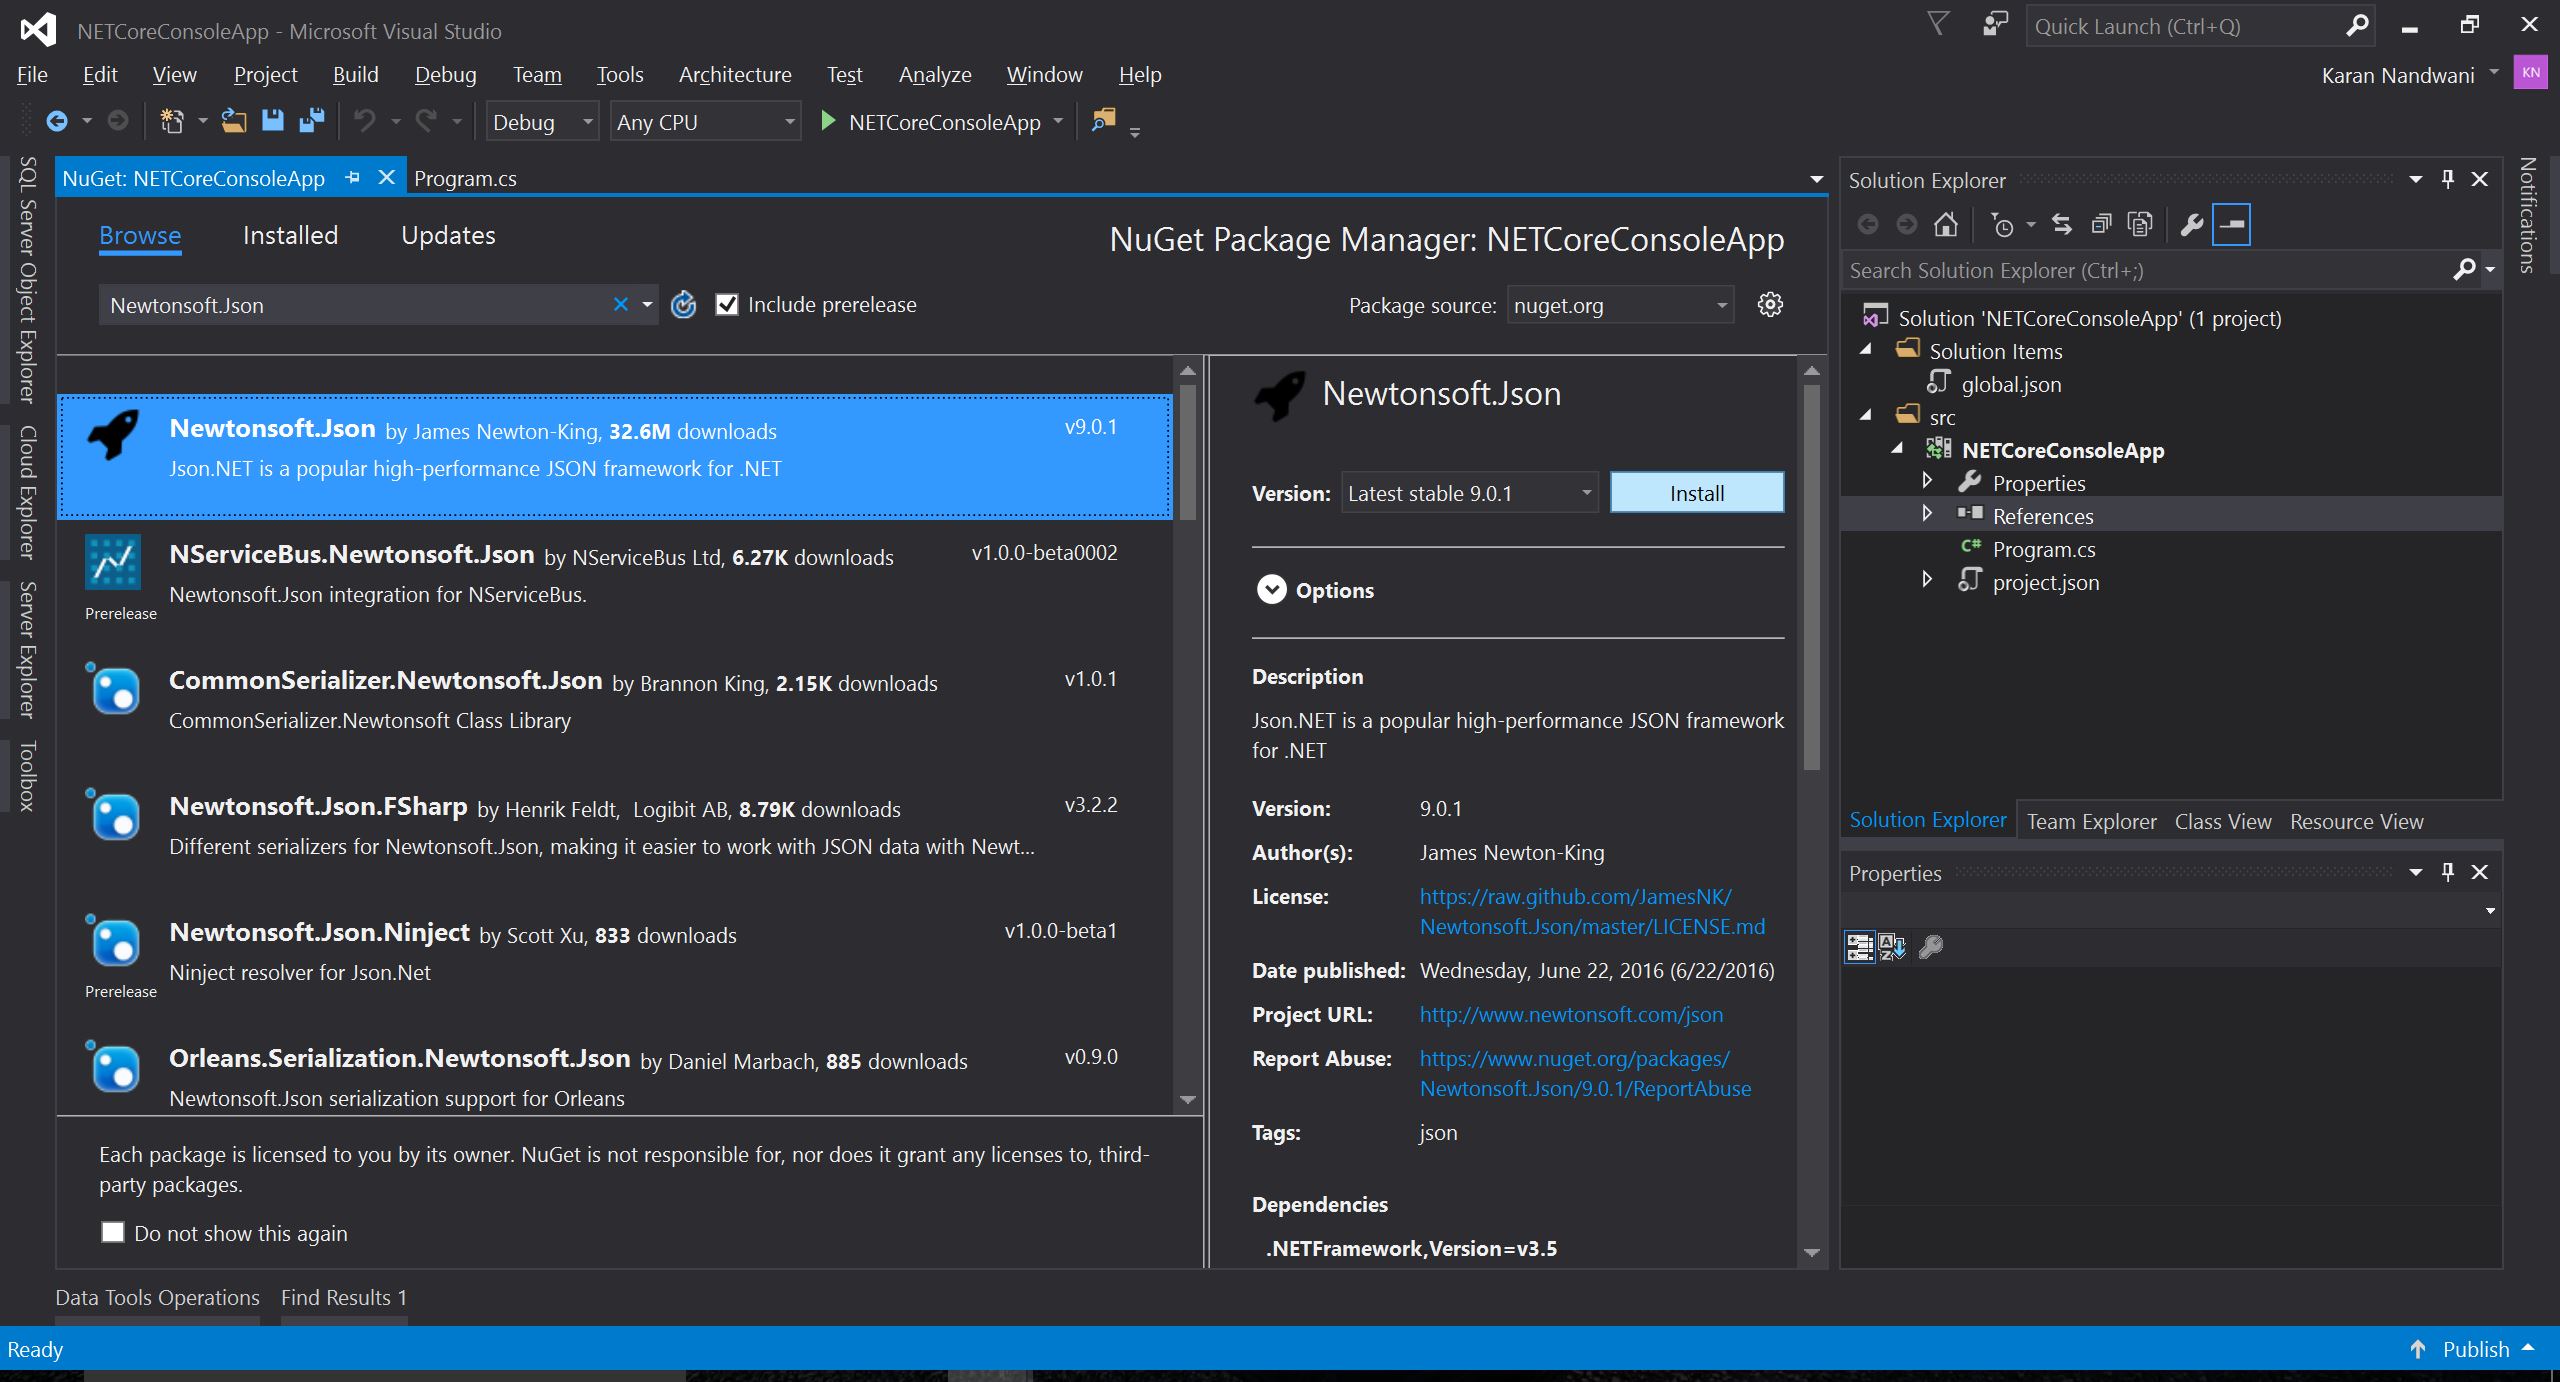 NETCoreConsoleApp - Microsoft Visual Studio
Quick Launch (Ctrl+Q)
File Edit View Project Build Debug Team Tools Architecture Test Analyze Window Help
Karan Nandwani
KN
Debug
Any CPU
NETCoreConsoleApp
SQL Server Object Explorer
Cloud Explorer
Server Explorer
Toolbox
NuGet: NETCoreConsoleApp
Program.cs
Browse
Installed
Updates
NuGet Package Manager: NETCoreConsoleApp
Newtonsoft.Json
Include prerelease
Package source: nuget.org
Newtonsoft.Json by James Newton-King, 32.6M downloads v9.0.1
Json.NET is a popular high-performance JSON framework for .NET
NServiceBus.Newtonsoft.Json by NServiceBus Ltd, 6.27K downloads v1.0.0-beta0002
Newtonsoft.Json integration for NServiceBus.
Prerelease
CommonSerializer.Newtonsoft.Json by Brannon King, 2.15K downloads v1.0.1
CommonSerializer.Newtonsoft Class Library
Newtonsoft.Json.FSharp by Henrik Feldt, Logibit AB, 8.79K downloads v3.2.2
Different serializers for Newtonsoft.Json, making it easier to work with JSON data with Newt...
Newtonsoft.Json.Ninject by Scott Xu, 833 downloads v1.0.0-beta1
Ninject resolver for Json.Net
Prerelease
Orleans.Serialization.Newtonsoft.Json by Daniel Marbach, 885 downloads v0.9.0
Newtonsoft.Json serialization support for Orleans
Each package is licensed to you by its owner. NuGet is not responsible for, nor does it grant any licenses to, third-
party packages.
Do not show this again
Newtonsoft.Json
Version: Latest stable 9.0.1
Install
Options
Description
Json.NET is a popular high-performance JSON framework
for .NET
Version: 9.0.1
Author(s): James Newton-King
License: https://raw.github.com/JamesNK/
Newtonsoft.Json/master/LICENSE.md
Date published: Wednesday, June 22, 2016 (6/22/2016)
Project URL: http://www.newtonsoft.com/json
Report Abuse: https://www.nuget.org/packages/
Newtonsoft.Json/9.0.1/ReportAbuse
Tags: json
Dependencies
.NETFramework,Version=v3.5
Solution Explorer
Search Solution Explorer (Ctrl+;)
Solution 'NETCoreConsoleApp' (1 project)
Solution Items
global.json
src
NETCoreConsoleApp
Properties
References
C# Program.cs
project.json
Solution Explorer Team Explorer Class View Resource View
Properties
Notifications
Data Tools Operations
Find Results 1
Ready
Publish